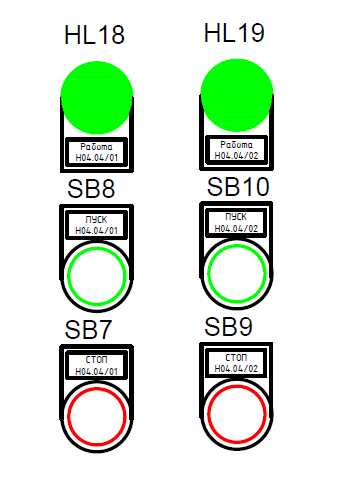 HL18
HL19
Работа
Н04.04/01
Работа
Н04.04/02
SB8
SB10
ПУСК
Н04.04/01
ПУСК
Н04.04/02
SB7
SB9
СТОП
Н04.04/01
СТОП
Н04.04/02